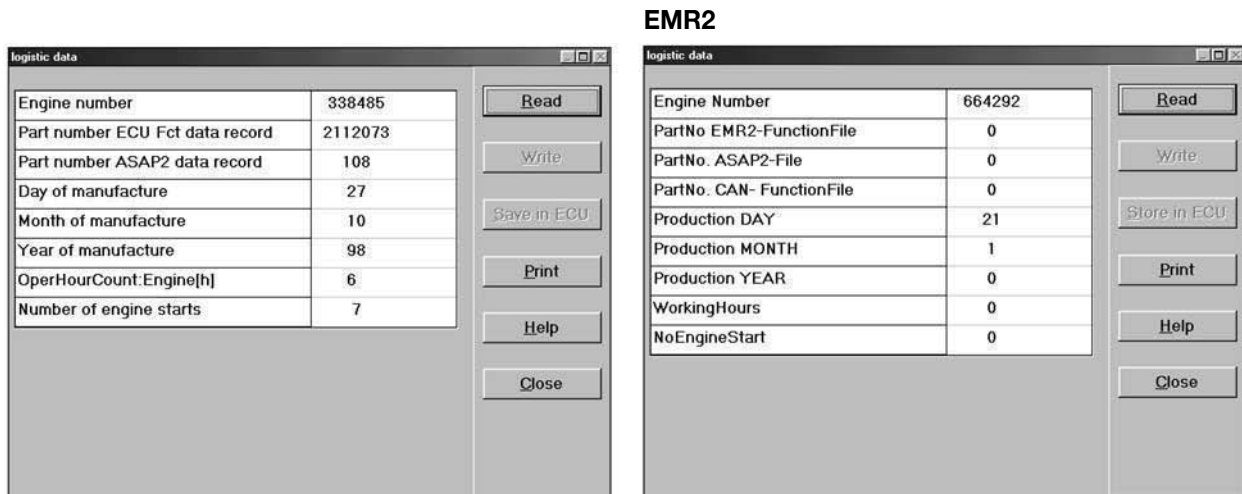 EMR2
logistic data
Engine number 338485
Part number ECU Fct data record 2112073
Part number ASAP2 data record 108
Day of manufacture 27
Month of manufacture 10
Year of manufacture 98
OperHourCount:Engine[h] 6
Number of engine starts 7
Read
Write
Save in ECU
Print
Help
Close
logistic data
Engine Number 664292
PartNo EMR2-FunctionFile 0
PartNo. ASAP2-File 0
PartNo. CAN- FunctionFile 0
Production DAY 21
Production MONTH 1
Production YEAR 0
WorkingHours 0
NoEngineStart 0
Read
Write
Store in ECU
Print
Help
Close